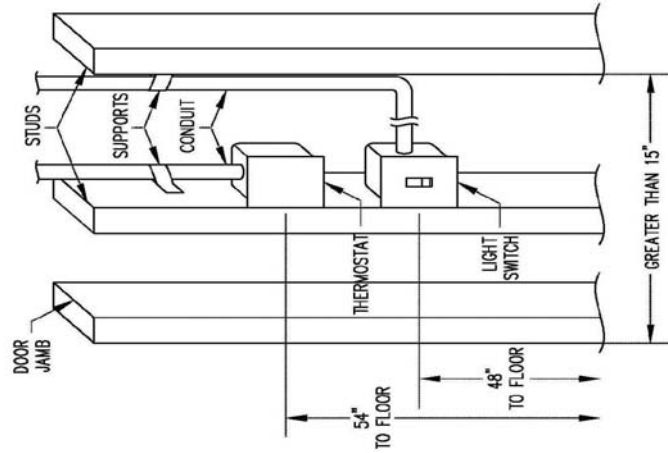 STUDS
SUPPORTS
CONDUIT
DOOR
JAMB
THERMOSTAT
LIGHT
SWITCH
54"
TO FLOOR
48"
TO FLOOR
GREATER THAN 15"